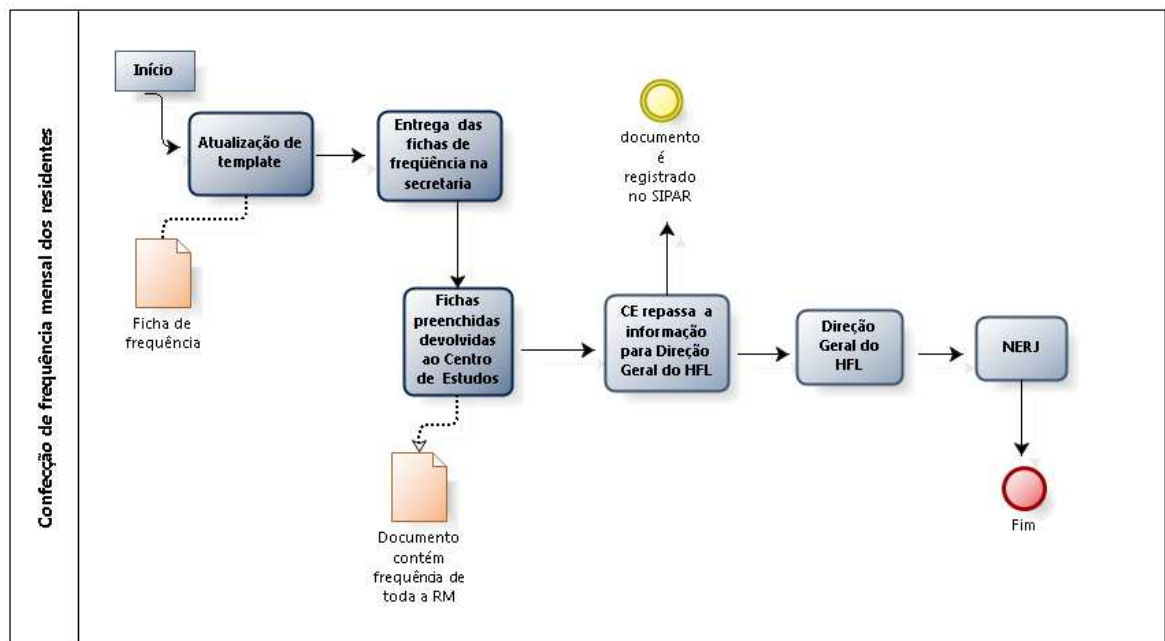 Confecção de frequência mensal dos residentes
Início
Atualização de
template
Ficha de
frequência
Entrega das
fichas de
freqüência na
secretaria
Fichas
preenchidas
devolvidas
ao Centro
de Estudos
Documento
contém
frequência de
toda a RM
CE repassa a
informação
para Direção
Geral do HFL
documento
é
registrado
no SIPAR
Direção
Geral do
HFL
NERJ
Fim